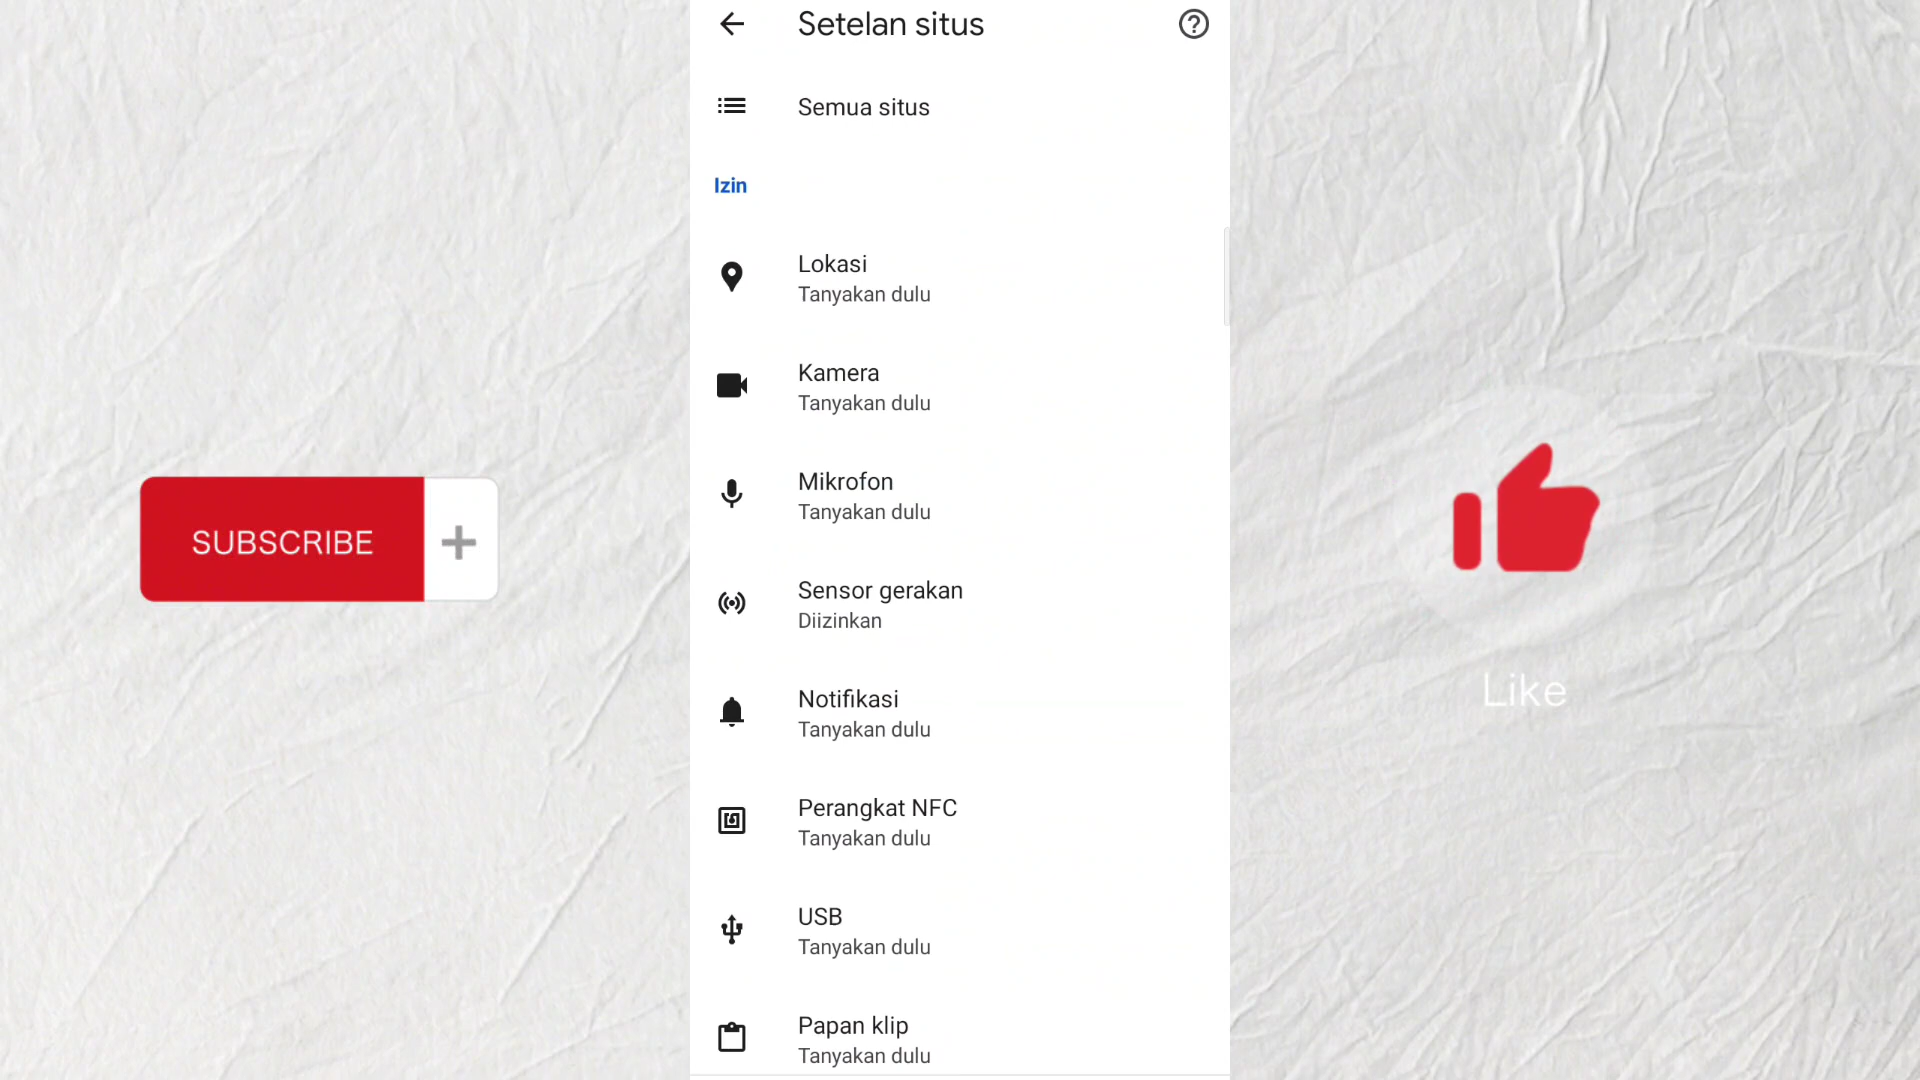 Setelan situs
Semua situs
Izin
Lokasi
Tanyakan dulu
Kamera
Tanyakan dulu
Mikrofon
Tanyakan dulu
Sensor gerakan
Diizinkan
Notifikasi
Tanyakan dulu
Perangkat NFC
Tanyakan dulu
USB
Tanyakan dulu
Papan klip
Tanyakan dulu
SUBSCRIBE
Like